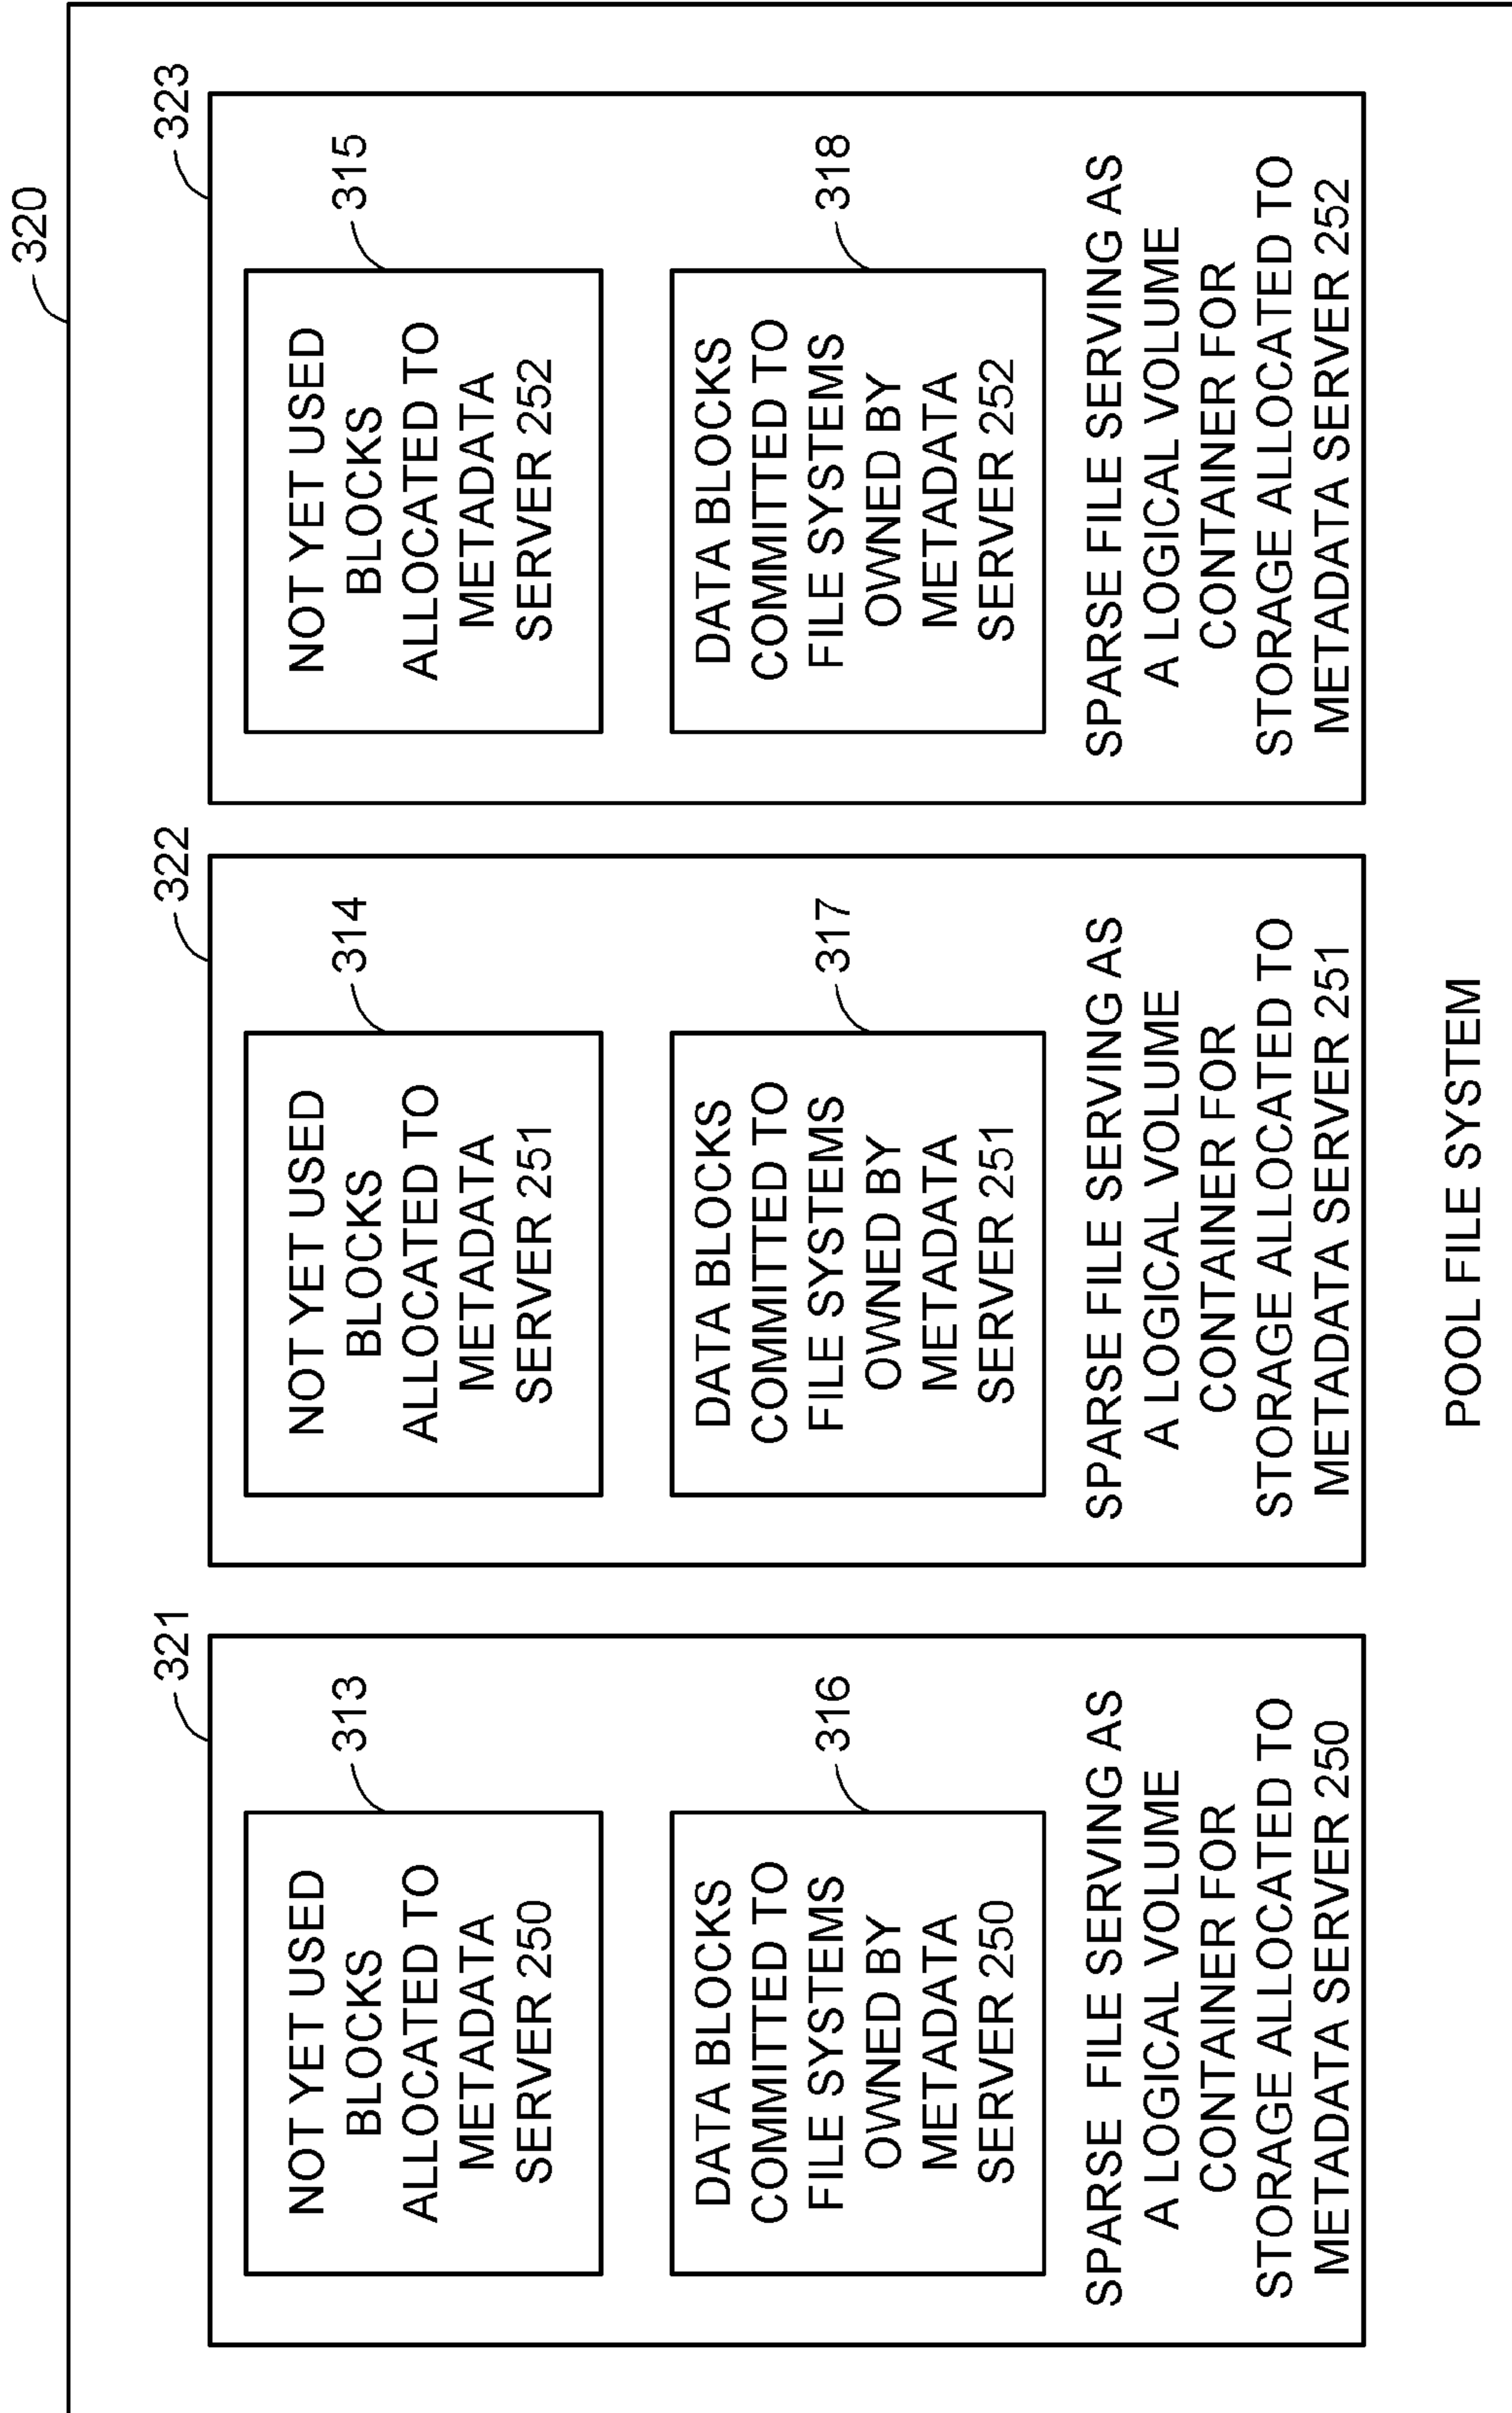 320
321
313
NOT YET USED
BLOCKS
ALLOCATED TO
METADATA
SERVER 250
316
DATA BLOCKS
COMMITTED TO
FILE SYSTEMS
OWNED BY
METADATA
SERVER 250
SPARSE FILE SERVING AS
A LOGICAL VOLUME
CONTAINER FOR
STORAGE ALLOCATED TO
METADATA SERVER 250
322
314
NOT YET USED
BLOCKS
ALLOCATED TO
METADATA
SERVER 251
317
DATA BLOCKS
COMMITTED TO
FILE SYSTEMS
OWNED BY
METADATA
SERVER 251
SPARSE FILE SERVING AS
A LOGICAL VOLUME
CONTAINER FOR
STORAGE ALLOCATED TO
METADATA SERVER 251
323
315
NOT YET USED
BLOCKS
ALLOCATED TO
METADATA
SERVER 252
318
DATA BLOCKS
COMMITTED TO
FILE SYSTEMS
OWNED BY
METADATA
SERVER 252
SPARSE FILE SERVING AS
A LOGICAL VOLUME
CONTAINER FOR
STORAGE ALLOCATED TO
METADATA SERVER 252
POOL FILE SYSTEM